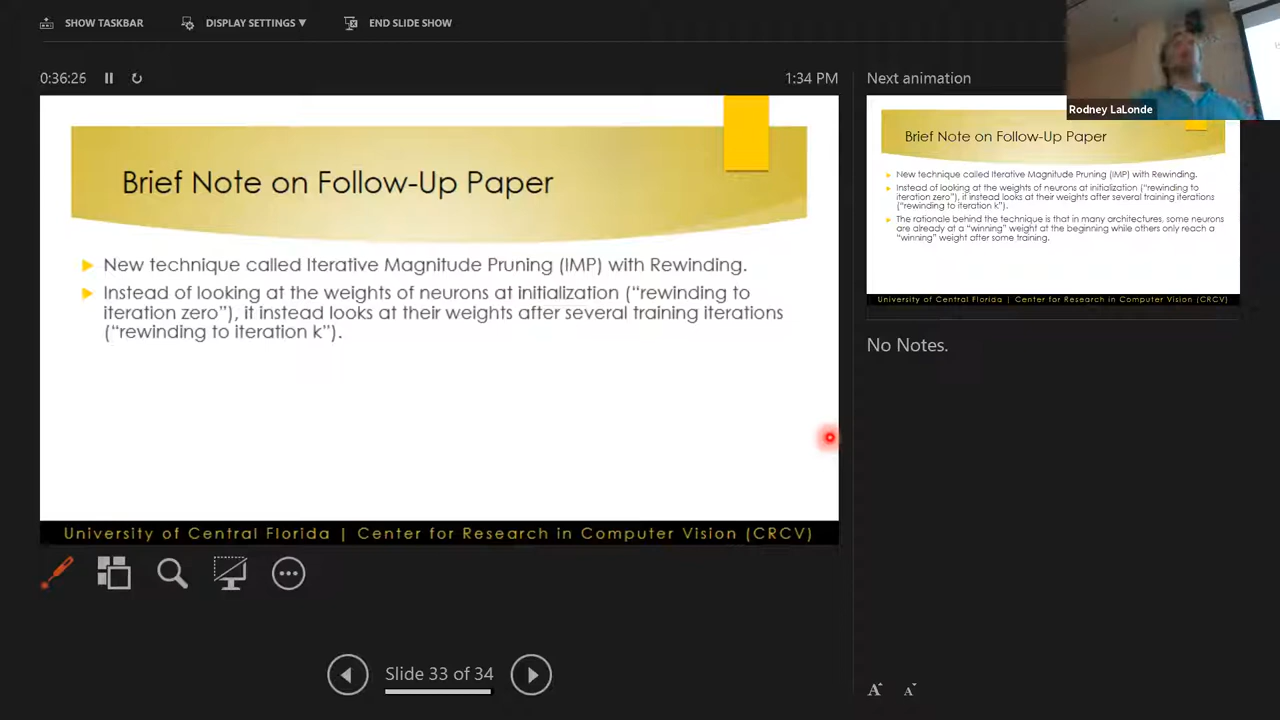 SHOW TASKBAR
DISPLAY SETTINGS ▼
END SLIDE SHOW
0:36:26
1:34 PM
Brief Note on Follow-Up Paper
New technique called Iterative Magnitude Pruning (IMP) with Rewinding.
Instead of looking at the weights of neurons at initialization (“rewinding to
iteration zero”), it instead looks at their weights after several training iterations
(“rewinding to iteration k”).
University of Central Florida | Center for Research in Computer Vision (CRCV)
Slide 33 of 34
Next animation
Rodney LaLonde
Brief Note on Follow-Up Paper
New technique called Iterative Magnitude Pruning (IMP) with Rewinding.
Instead of looking at the weights of neurons at initialization (“rewinding to
iteration zero”), it instead looks at their weights after several training iterations
(“rewinding to iteration k”).
The rationale behind the technique is that in many architectures, some neurons
are already at a “winning” weight at the beginning while others only reach a
“winning” weight after some training.
University of Central Florida | Center for Research in Computer Vision (CRCV)
No Notes.
A A